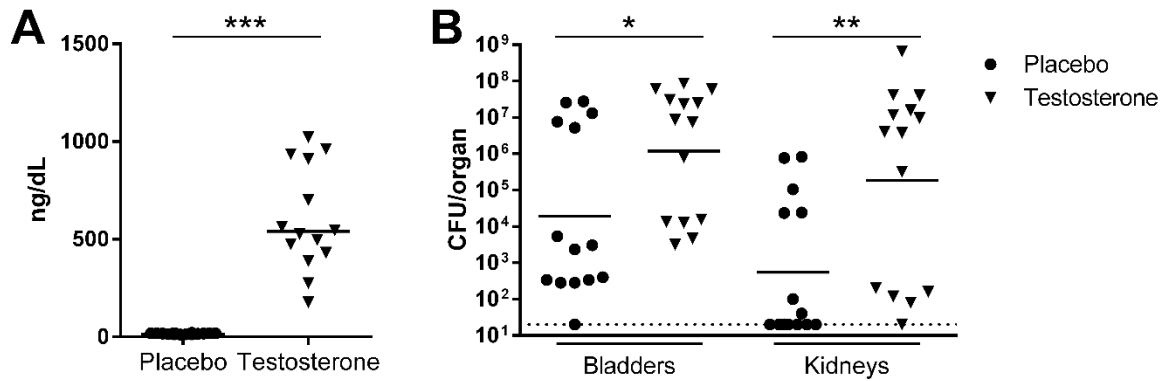 A
***
1500
1000
500
0
ng/dL
Placebo
Testosterone
B
*
**
10⁹
10⁸
10⁷
10⁶
10⁵
10⁴
10³
10²
10¹
CFU/organ
Bladders
Kidneys
Placebo
Testosterone